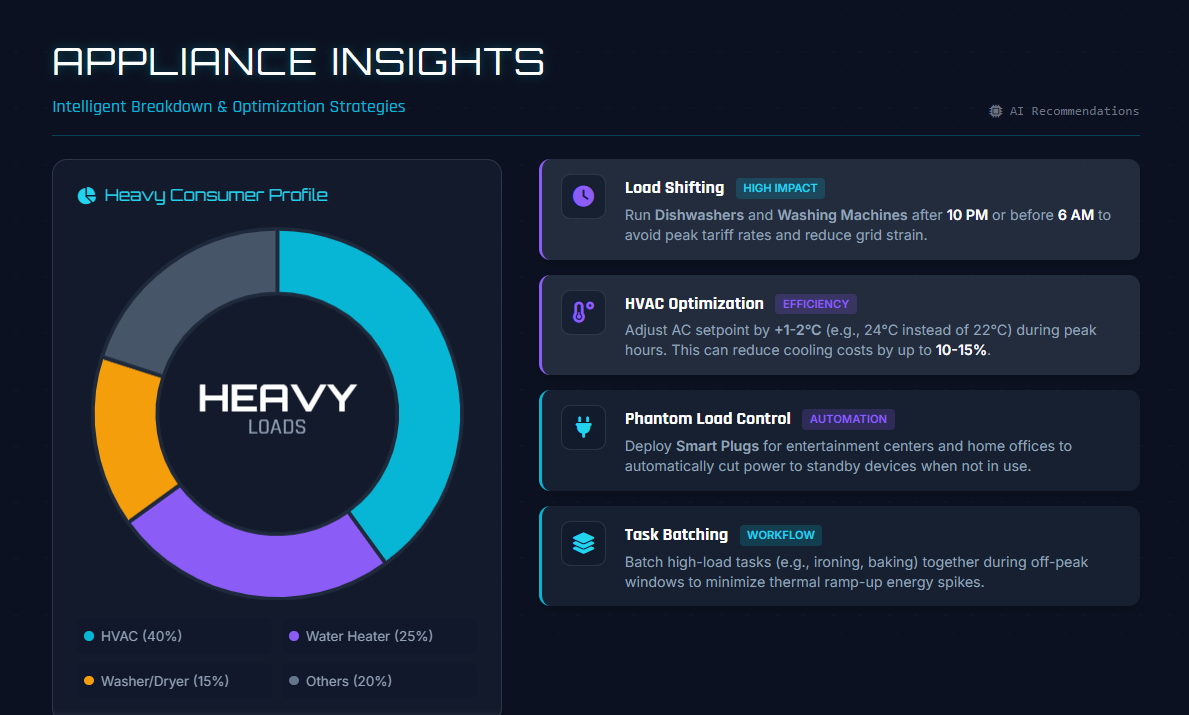 APPLIANCE INSIGHTS
Intelligent Breakdown & Optimization Strategies
AI Recommendations
Heavy Consumer Profile
HEAVY
LOADS
HVAC (40%)
Water Heater (25%)
Washer/Dryer (15%)
Others (20%)
Load Shifting
HIGH IMPACT
Run Dishwashers and Washing Machines after 10 PM or before 6 AM to
avoid peak tariff rates and reduce grid strain.
HVAC Optimization
EFFICIENCY
Adjust AC setpoint by +1-2°C (e.g., 24°C instead of 22°C) during peak
hours. This can reduce cooling costs by up to 10-15%.
Phantom Load Control
AUTOMATION
Deploy Smart Plugs for entertainment centers and home offices to
automatically cut power to standby devices when not in use.
Task Batching
WORKFLOW
Batch high-load tasks (e.g., ironing, baking) together during off-peak
windows to minimize thermal ramp-up energy spikes.